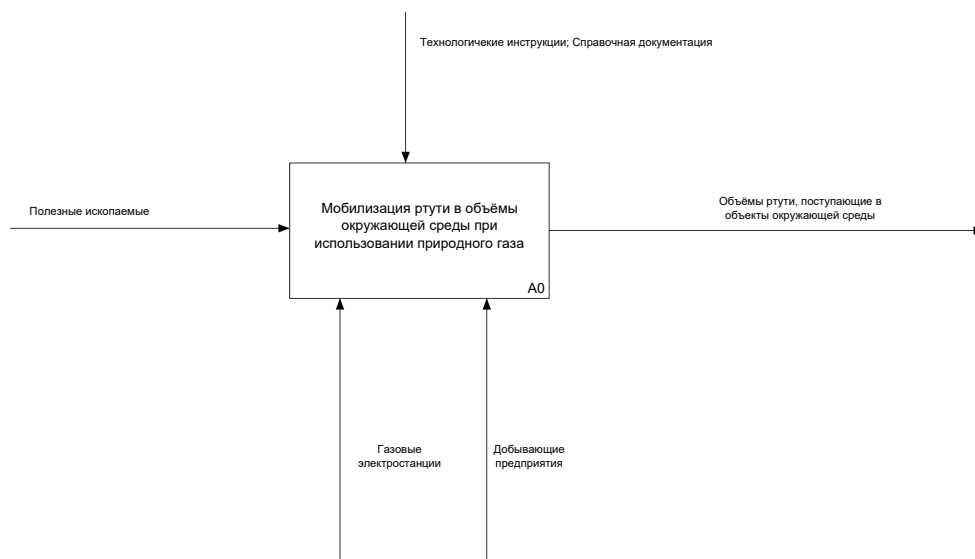 Технологичекие инструкции; Справочная документация
Полезные ископаемые
Мобилизация ртути в объёмы
окружающей среды при
использовании природного газа
A0
Объёмы ртути, поступающие в
объекты окружающей среды
Газовые
электростанции
Добывающие
предприятия